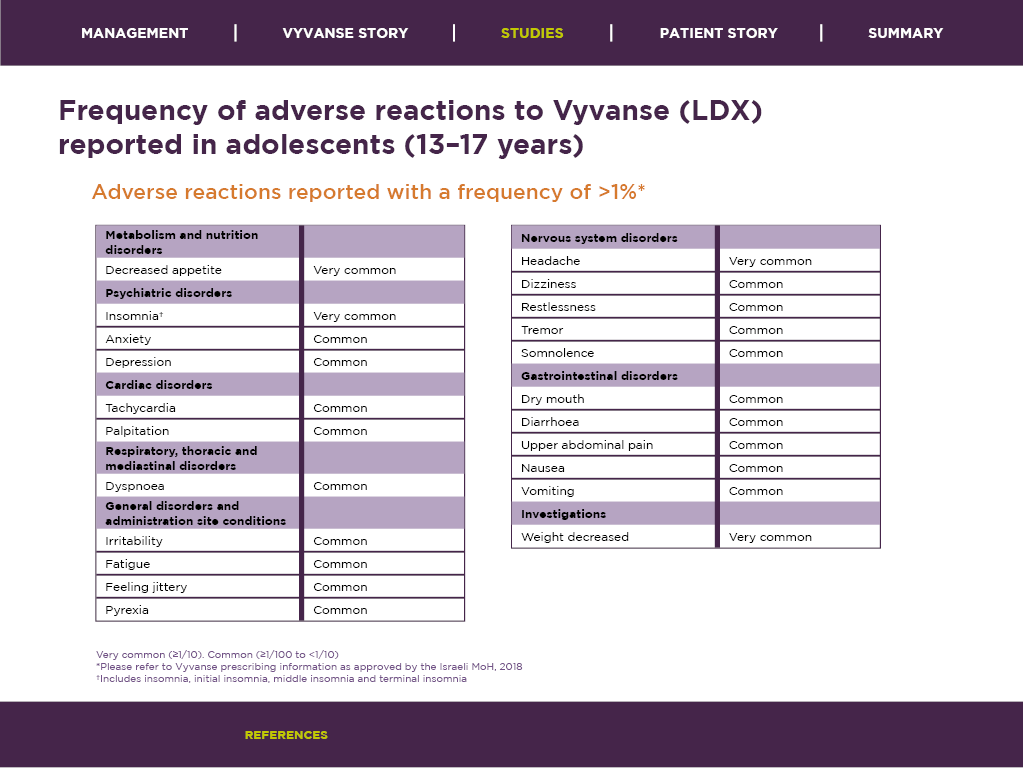 MANAGEMENT | VYVANSE STORY | STUDIES | PATIENT STORY | SUMMARY
Frequency of adverse reactions to Vyvanse (LDX)
reported in adolescents (13–17 years)
Adverse reactions reported with a frequency of >1%*
Metabolism and nutrition
disorders
Decreased appetite Very common
Psychiatric disorders
Insomnia† Very common
Anxiety Common
Depression Common
Cardiac disorders
Tachycardia Common
Palpitation Common
Respiratory, thoracic and
mediastinal disorders
Dyspnoea Common
General disorders and
administration site conditions
Irritability Common
Fatigue Common
Feeling jittery Common
Pyrexia Common
Nervous system disorders
Headache Very common
Dizziness Common
Restlessness Common
Tremor Common
Somnolence Common
Gastrointestinal disorders
Dry mouth Common
Diarrhoea Common
Upper abdominal pain Common
Nausea Common
Vomiting Common
Investigations
Weight decreased Very common
Very common (≥1/10). Common (≥1/100 to <1/10)
*Please refer to Vyvanse prescribing information as approved by the Israeli MoH, 2018
†Includes insomnia, initial insomnia, middle insomnia and terminal insomnia
REFERENCES